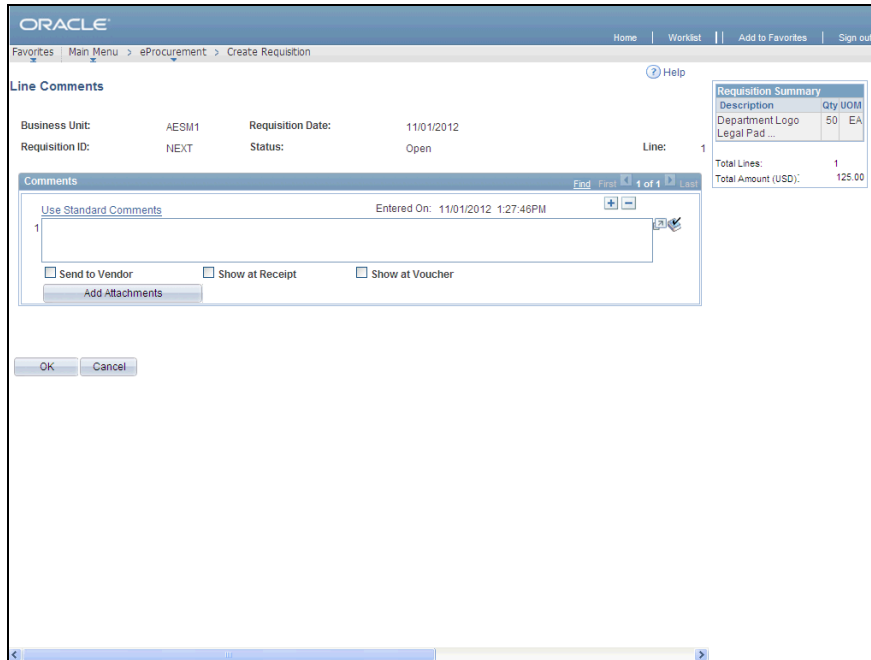 ORACLE
Home | Worklist | | Add to Favorites | Sign out
Favorites | Main Menu > eProcurement > Create Requisition
Help
Line Comments
Business Unit: AESM1 Requisition Date: 11/01/2012
Requisition ID: NEXT Status: Open Line: 1
Comments Find First 1 of 1 Last
Use Standard Comments Entered On: 11/01/2012 1:27:46PM
1
Send to Vendor Show at Receipt Show at Voucher
Add Attachments
OK Cancel
Requisition Summary
Description Qty UOM
Department Logo 50 EA
Legal Pad ...
Total Lines: 1
Total Amount (USD): 125.00